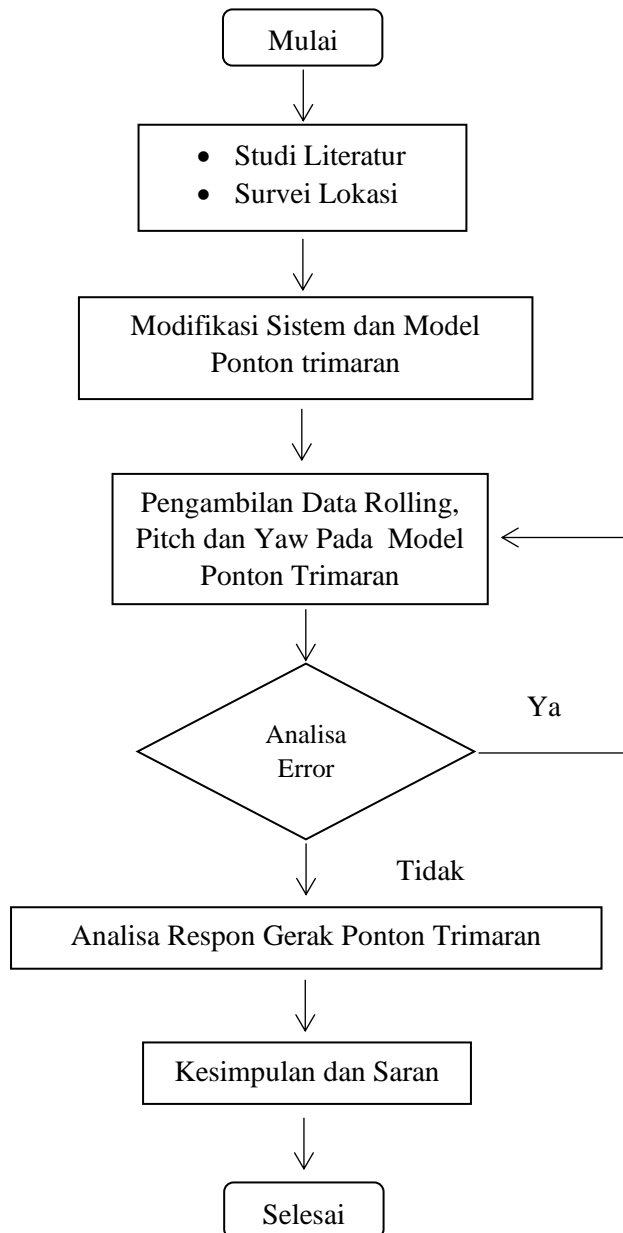 Mulai
• Studi Literatur
• Survei Lokasi
Modifikasi Sistem dan Model
Ponton trimaran
Pengambilan Data Rolling,
Pitch dan Yaw Pada Model
Ponton Trimaran
Analisa
Error
Ya
Tidak
Analisa Respon Gerak Ponton Trimaran
Kesimpulan dan Saran
Selesai